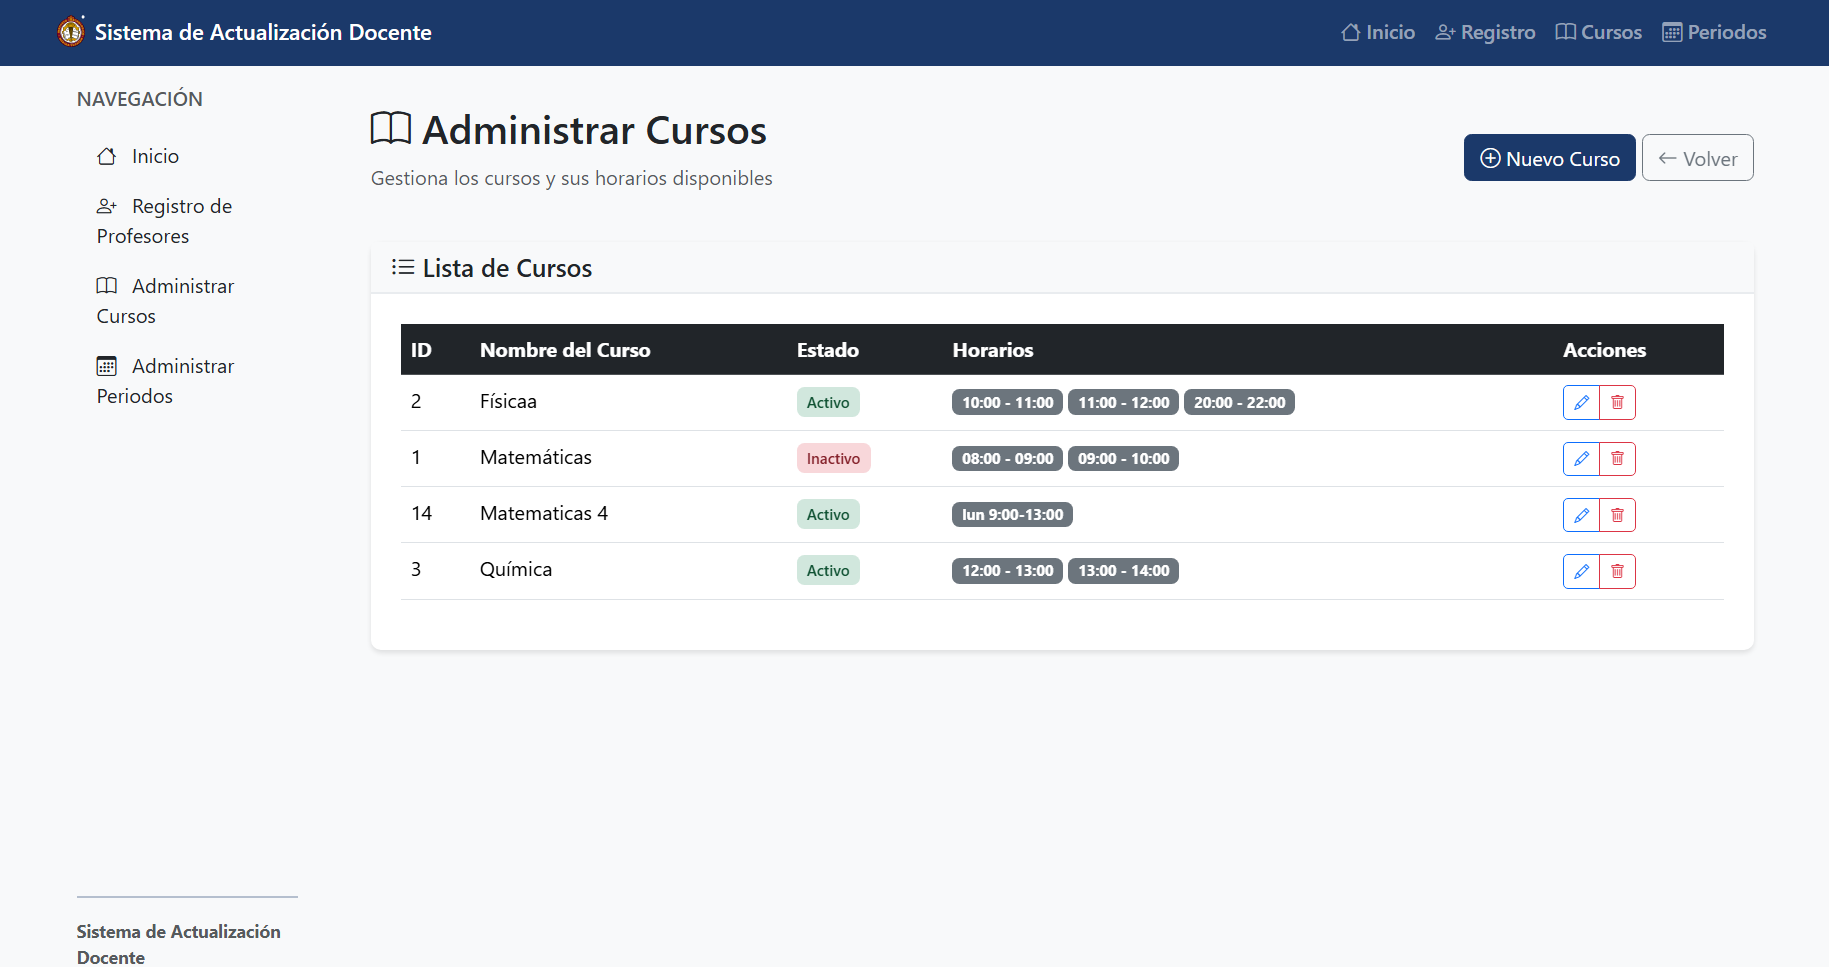 Sistema de Actualización Docente
Inicio Registro Cursos Periodos
NAVEGACIÓN
Inicio
Registro de
Profesores
Administrar
Cursos
Administrar
Periodos
Sistema de Actualización
Docente
Administrar Cursos
Gestiona los cursos y sus horarios disponibles
Nuevo Curso Volver
Lista de Cursos
ID Nombre del Curso Estado Horarios Acciones
2 Físicaa Activo 10:00 - 11:00 11:00 - 12:00 20:00 - 22:00
1 Matemáticas Inactivo 08:00 - 09:00 09:00 - 10:00
14 Matematicas 4 Activo lun 9:00-13:00
3 Química Activo 12:00 - 13:00 13:00 - 14:00